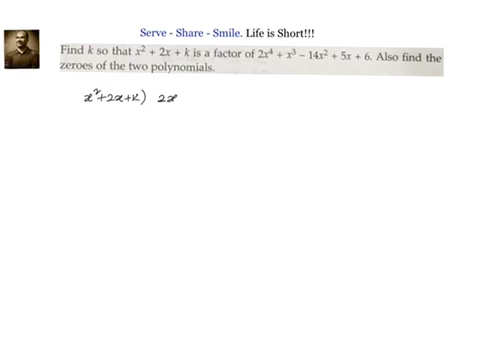 Serve - Share - Smile. Life is Short!!!
Find k so that x² + 2x + k is a factor of 2x⁴ + x³ − 14x² + 5x + 6. Also find the
zeroes of the two polynomials.
x²+2x+k) 2x